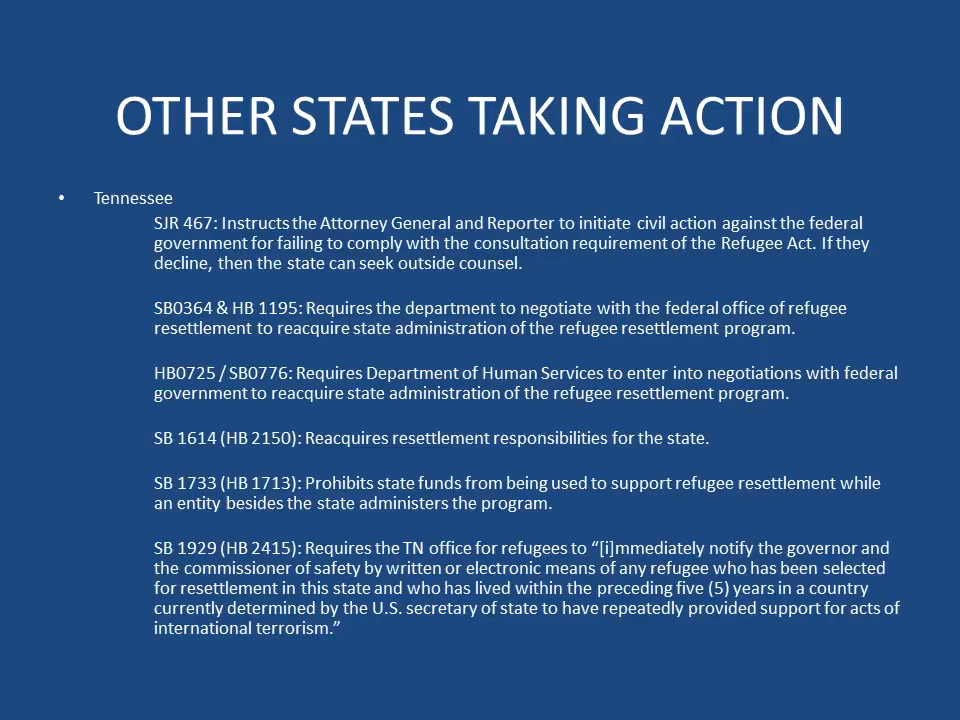 OTHER STATES TAKING ACTION
• Tennessee
SJR 467: Instructs the Attorney General and Reporter to initiate civil action against the federal
government for failing to comply with the consultation requirement of the Refugee Act. If they
decline, then the state can seek outside counsel.
SB0364 & HB 1195: Requires the department to negotiate with the federal office of refugee
resettlement to reacquire state administration of the refugee resettlement program.
HB0725 / SB0776: Requires Department of Human Services to enter into negotiations with federal
government to reacquire state administration of the refugee resettlement program.
SB 1614 (HB 2150): Reacquires resettlement responsibilities for the state.
SB 1733 (HB 1713): Prohibits state funds from being used to support refugee resettlement while
an entity besides the state administers the program.
SB 1929 (HB 2415): Requires the TN office for refugees to “[i]mmediately notify the governor and
the commissioner of safety by written or electronic means of any refugee who has been selected
for resettlement in this state and who has lived within the preceding five (5) years in a country
currently determined by the U.S. secretary of state to have repeatedly provided support for acts of
international terrorism.”